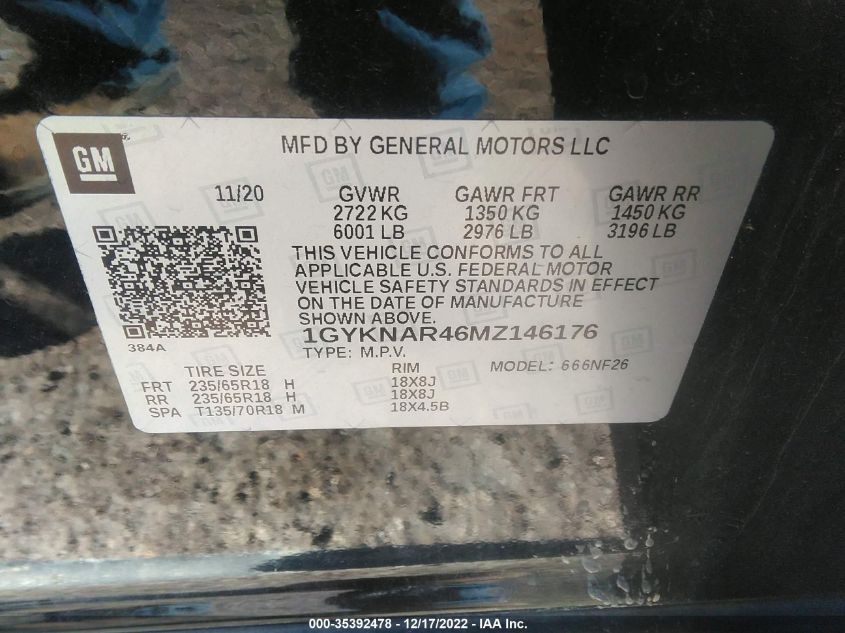 GM
MFD BY GENERAL MOTORS LLC
11/20 GVWR GAWR FRT GAWR RR
2722 KG 1350 KG 1450 KG
6001 LB 2976 LB 3196 LB
THIS VEHICLE CONFORMS TO ALL
APPLICABLE U.S. FEDERAL MOTOR
VEHICLE SAFETY STANDARDS IN EFFECT
ON THE DATE OF MANUFACTURE
SHOWN ABOVE.
384A
1GYKNAR46MZ146176
TYPE: M.P.V. MODEL: 666NF26
TIRE SIZE RIM
FRT 235/65R18 H 18X8J
RR 235/65R18 H 18X8J
SPA T135/70R18 M 18X4.5B
000-35392478 - 12/17/2022 - IAA Inc.